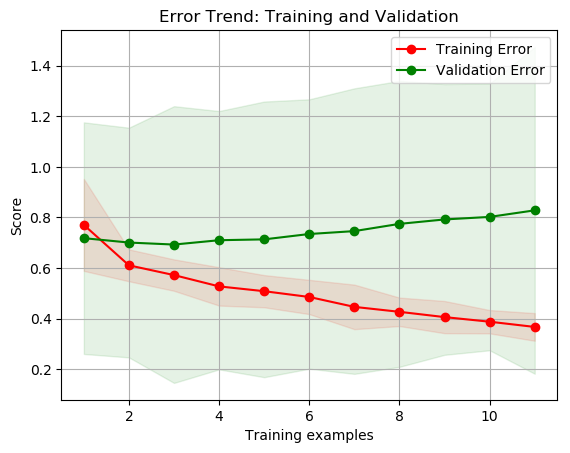 Error Trend: Training and Validation
Training Error
Validation Error
1.4
1.2
1.0
0.8
0.6
0.4
0.2
Score
2 4 6 8 10
Training examples